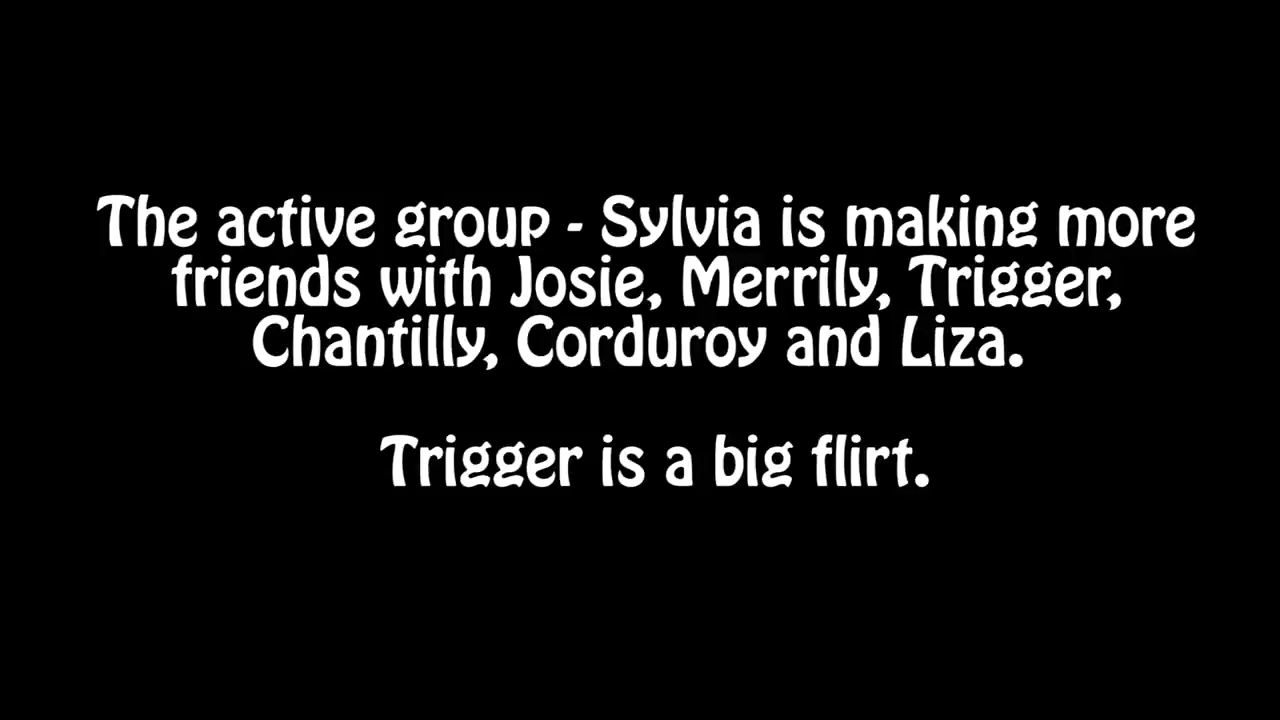 The active group - Sylvia is making more
friends with Josie, Merrily, Trigger,
Chantilly, Corduroy and Liza.
Trigger is a big flirt.